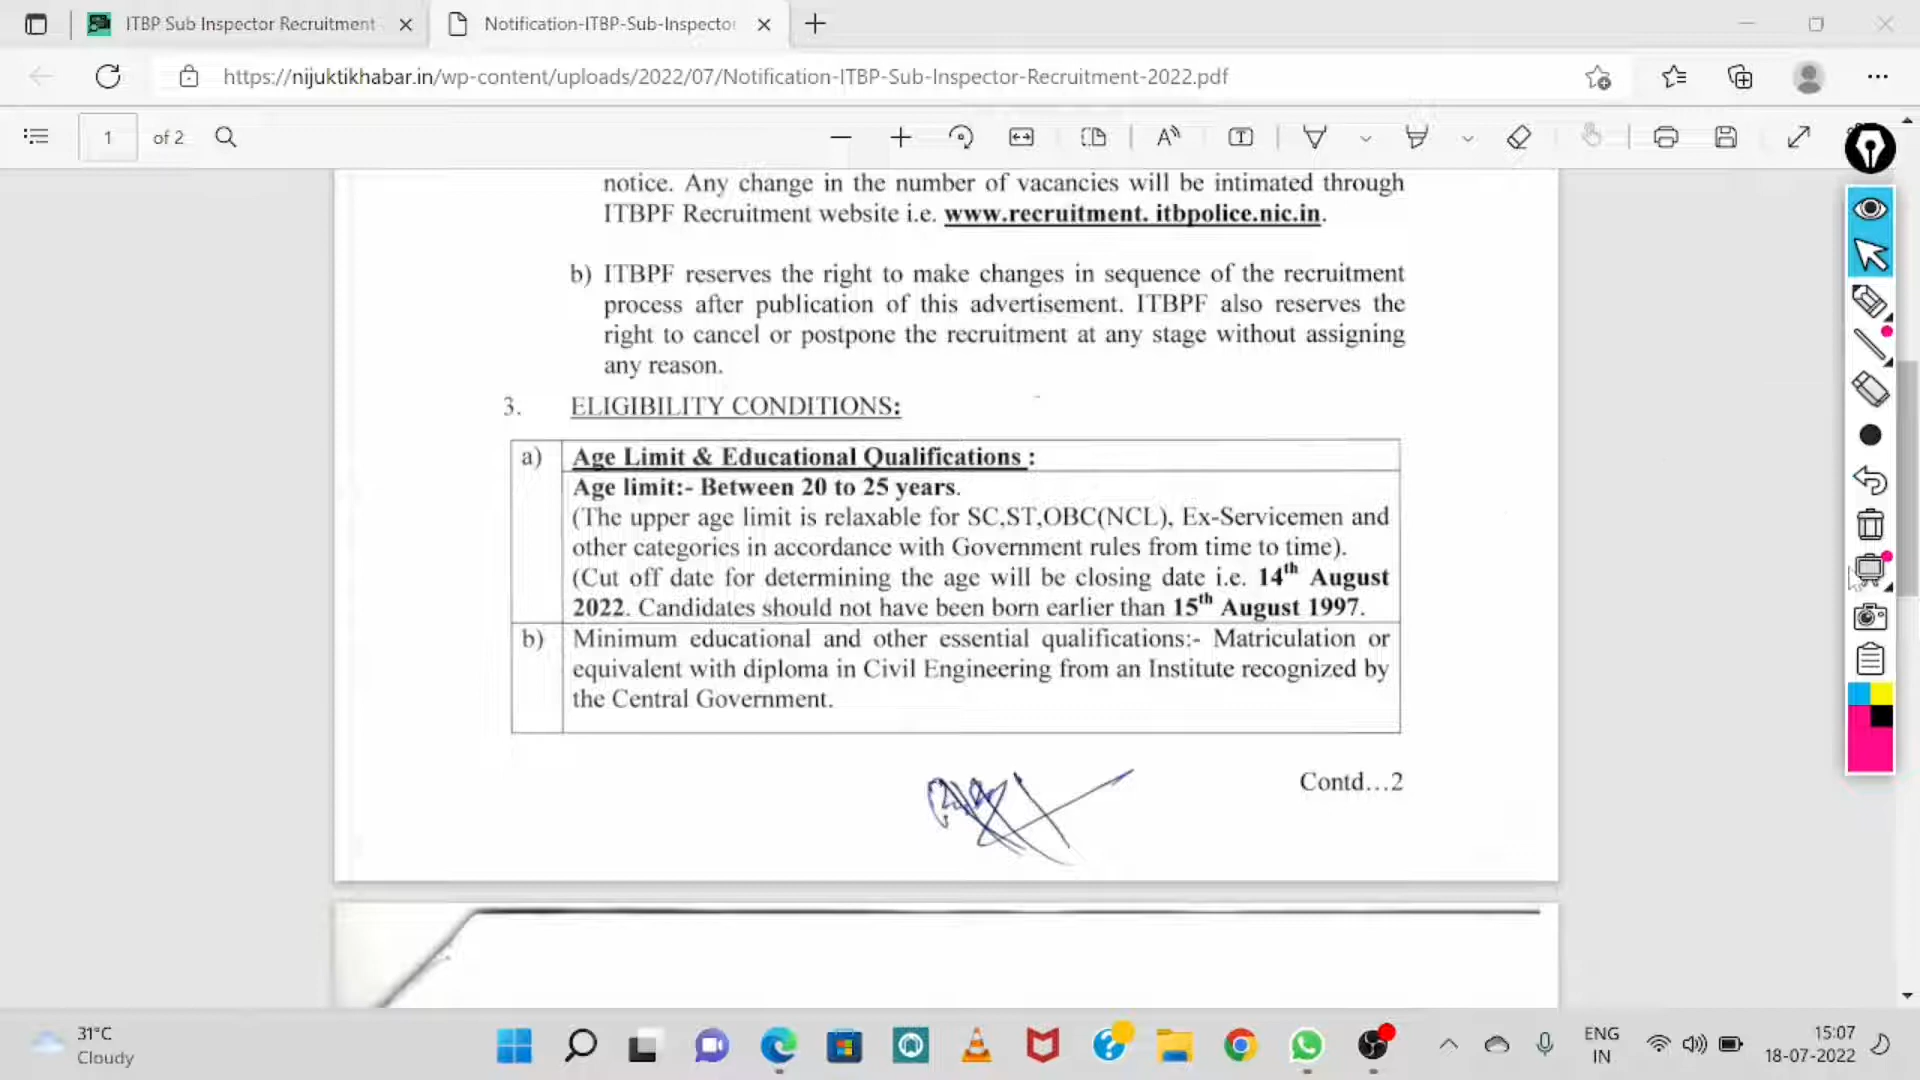 ITBP Sub Inspector Recruitment
Notification-ITBP-Sub-Inspector
https://nijuktikhabar.in/wp-content/uploads/2022/07/Notification-ITBP-Sub-Inspector-Recruitment-2022.pdf
1 of 2
notice. Any change in the number of vacancies will be intimated through
ITBPF Recruitment website i.e. www.recruitment. itbpolice.nic.in.
b) ITBPF reserves the right to make changes in sequence of the recruitment
process after publication of this advertisement. ITBPF also reserves the
right to cancel or postpone the recruitment at any stage without assigning
any reason.
3. ELIGIBILITY CONDITIONS:
a) Age Limit & Educational Qualifications :
Age limit:- Between 20 to 25 years.
(The upper age limit is relaxable for SC,ST,OBC(NCL), Ex-Servicemen and
other categories in accordance with Government rules from time to time).
(Cut off date for determining the age will be closing date i.e. 14th August
2022. Candidates should not have been born earlier than 15th August 1997.
b) Minimum educational and other essential qualifications:- Matriculation or
equivalent with diploma in Civil Engineering from an Institute recognized by
the Central Government.
Contd...2
31°C
Cloudy
ENG
IN
15:07
18-07-2022